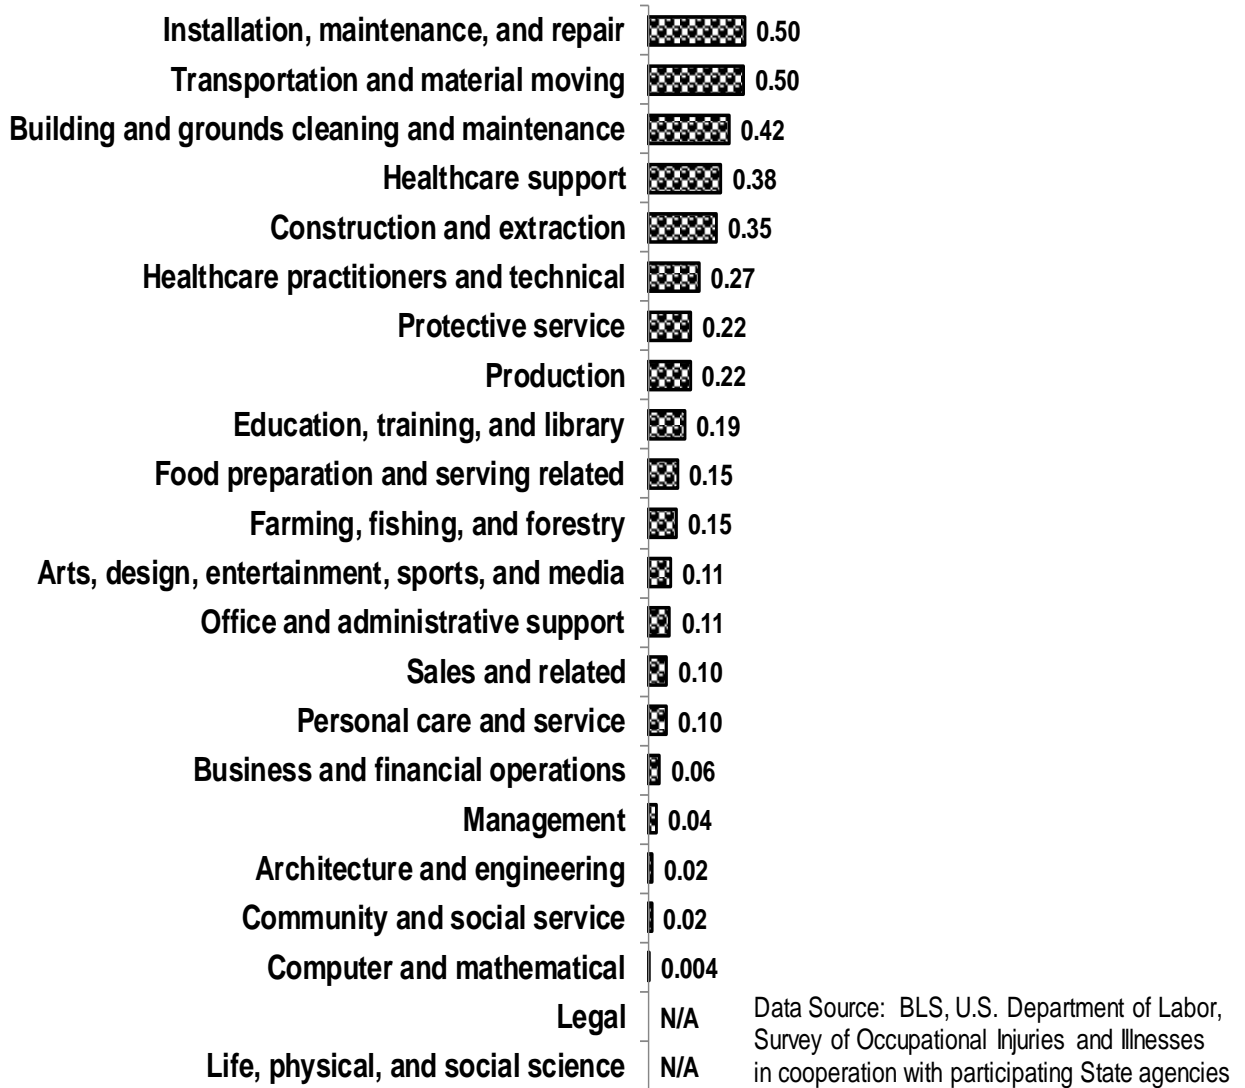 Installation, maintenance, and repair 0.50
Transportation and material moving 0.50
Building and grounds cleaning and maintenance 0.42
Healthcare support 0.38
Construction and extraction 0.35
Healthcare practitioners and technical 0.27
Protective service 0.22
Production 0.22
Education, training, and library 0.19
Food preparation and serving related 0.15
Farming, fishing, and forestry 0.15
Arts, design, entertainment, sports, and media 0.11
Office and administrative support 0.11
Sales and related 0.10
Personal care and service 0.10
Business and financial operations 0.06
Management 0.04
Architecture and engineering 0.02
Community and social service 0.02
Computer and mathematical 0.004
Legal N/A
Life, physical, and social science N/A
Data Source: BLS, U.S. Department of Labor,
Survey of Occupational Injuries and Illnesses
in cooperation with participating State agencies